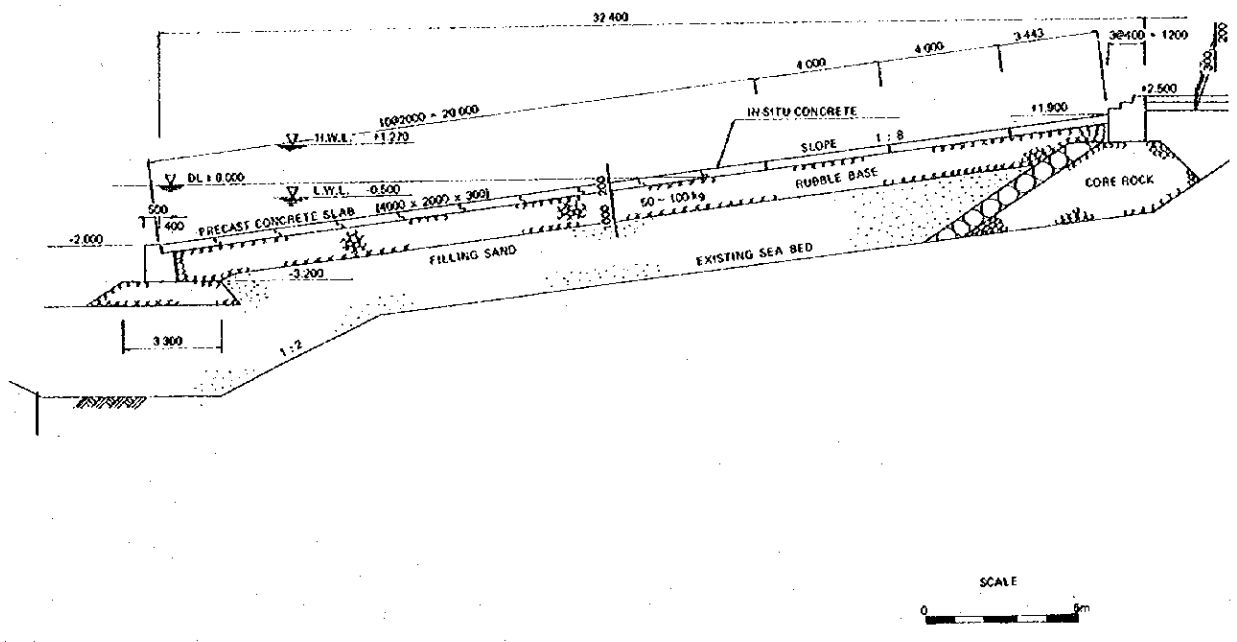 32 400
4 000
4 000
3 443
3@400 = 1200
200
300
10@2000 = 20 000
+2.500
H.W.L. +1.270
IN-SITU CONCRETE
+1.900
SLOPE 1 : 8
DL ± 0.000
L.W.L. -0.500
200
RUBBLE BASE
CORE ROCK
500
400
PRECAST CONCRETE SLAB (4000 × 2000 × 300)
50 ~ 100 kg
1000
-2.000
FILLING SAND
EXISTING SEA BED
-3.200
3 300
1:2
SCALE
0 5m